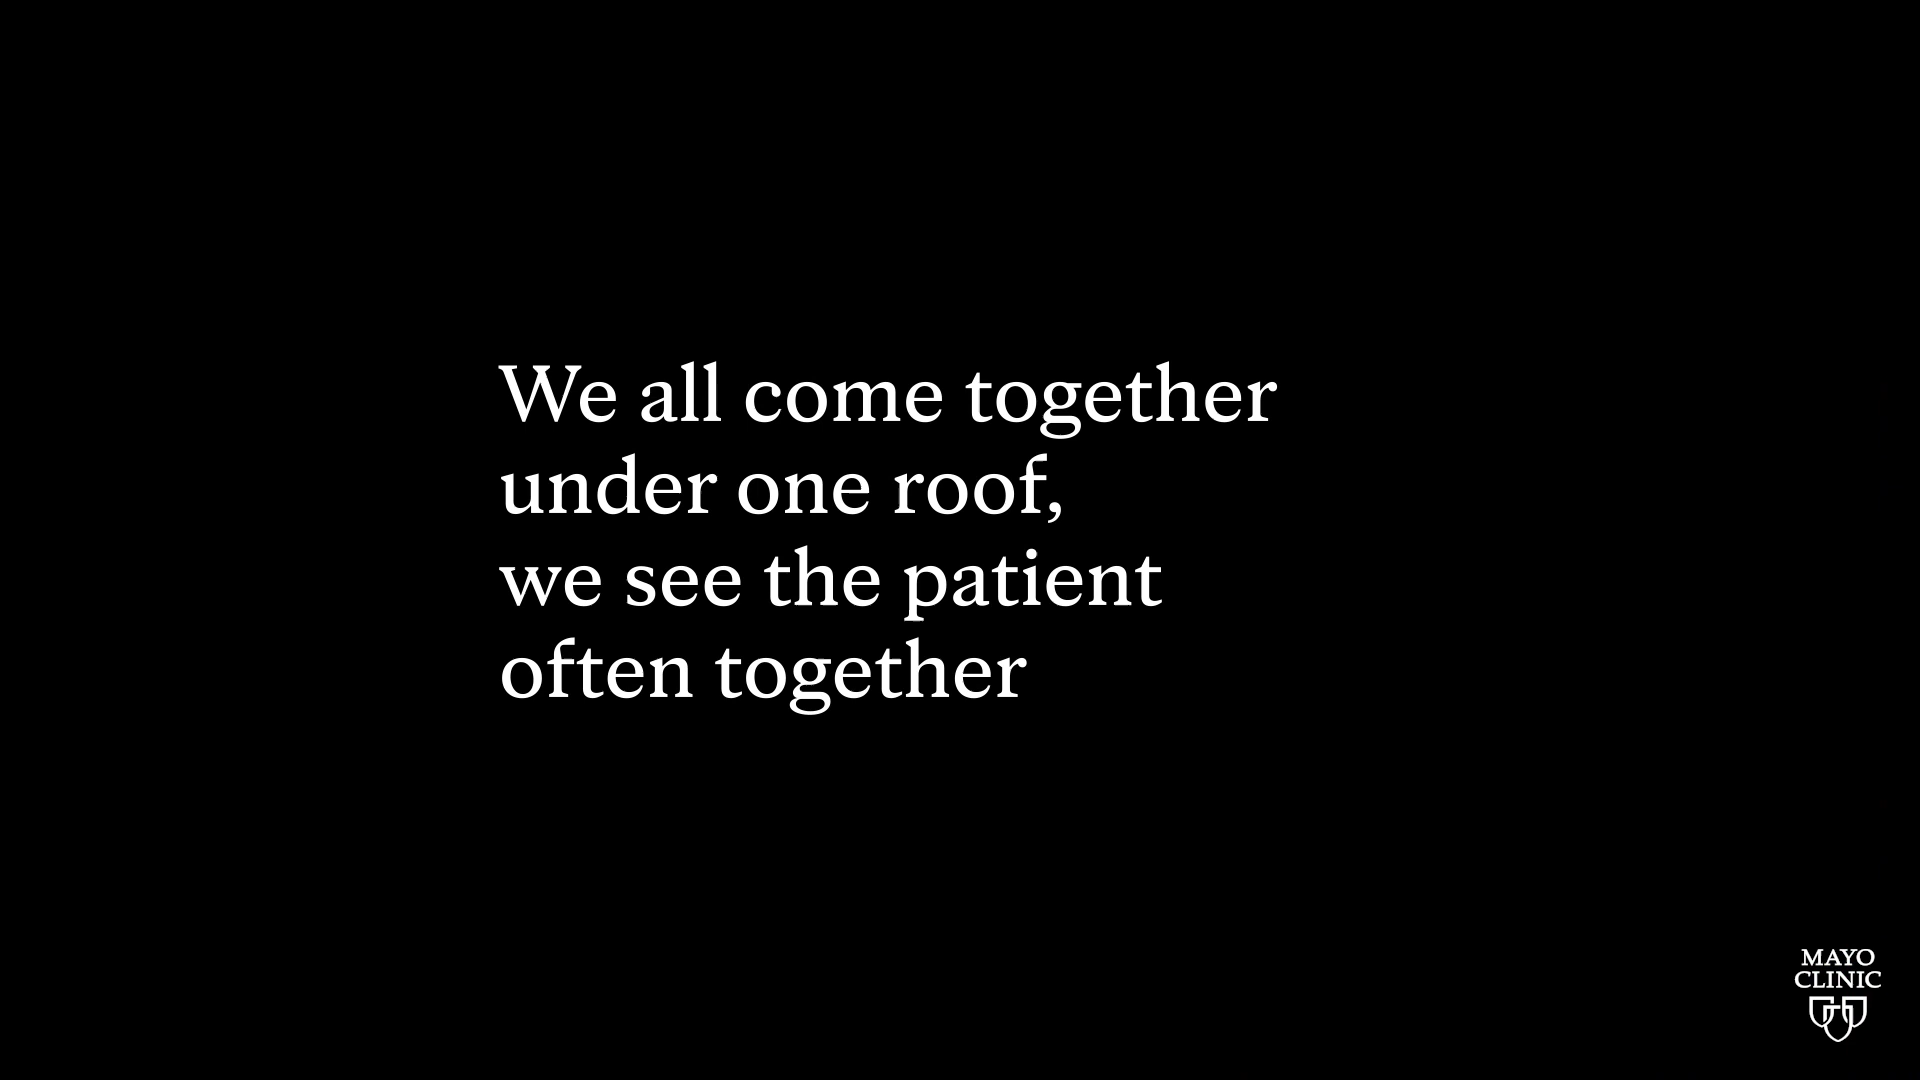 We all come together
under one roof,
we see the patient
often together
MAYO
CLINIC